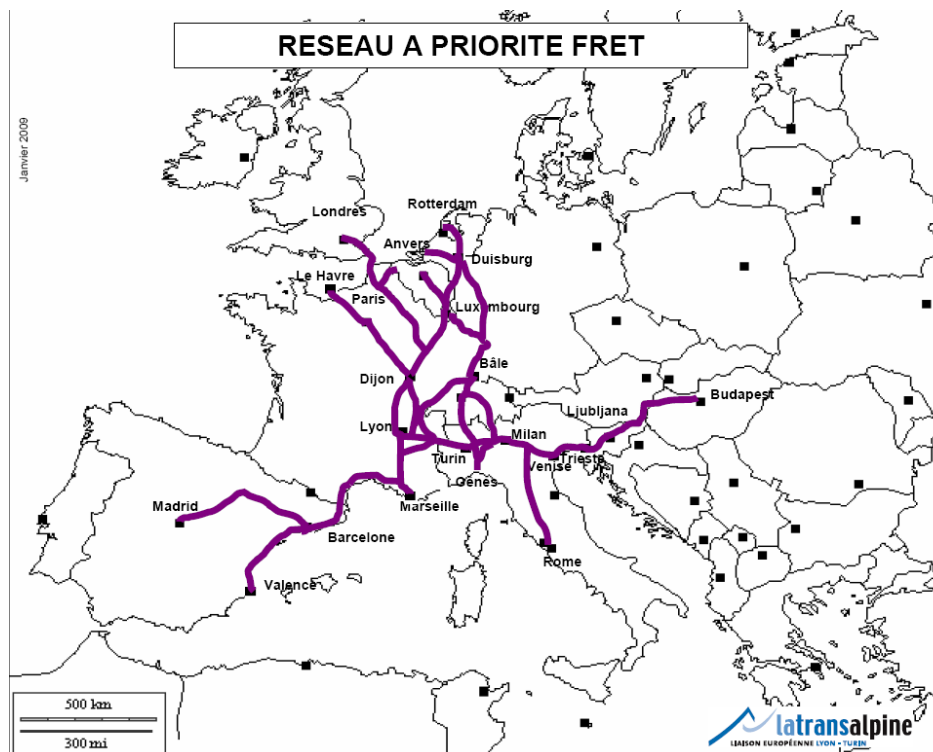 RESEAU A PRIORITE FRET
Janvier 2009
Londres
Rotterdam
Anvers
Duisburg
Le Havre
Paris
Luxembourg
Bâle
Dijon
Budapest
Ljubljana
Lyon
Milan
Turin
Venise
Trieste
Gênes
Madrid
Marseille
Barcelone
Rome
Valence
500 km
300 mi
latransalpine
LIAISON EUROPÉENNE LYON - TURIN